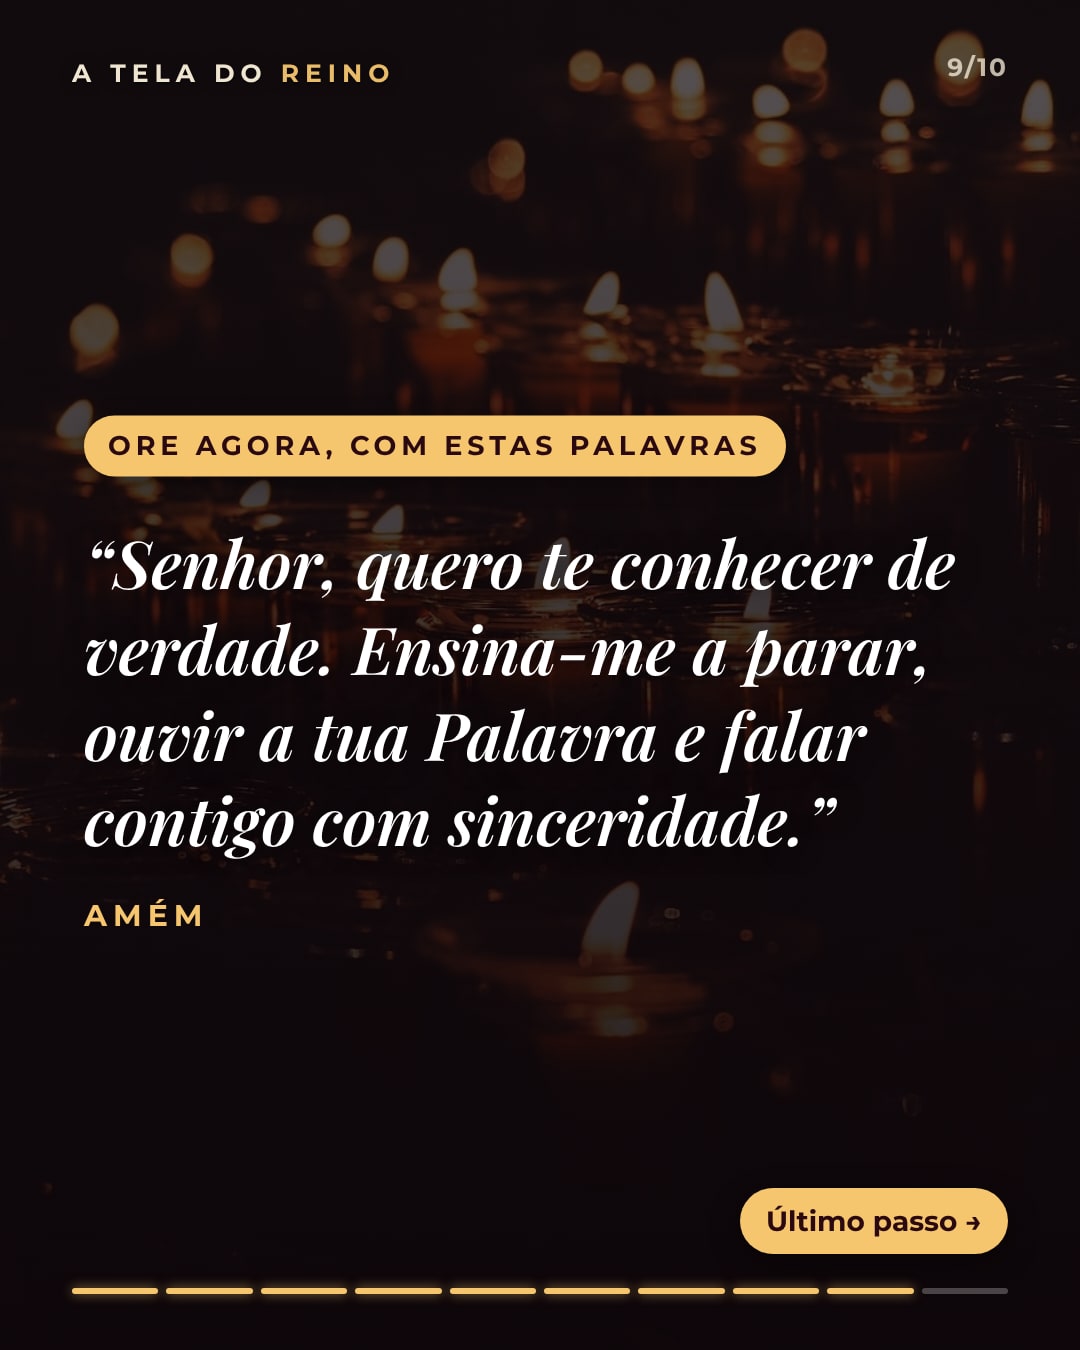 A TELA DO REINO
9/10
ORE AGORA, COM ESTAS PALAVRAS
“Senhor, quero te conhecer de
verdade. Ensina-me a parar,
ouvir a tua Palavra e falar
contigo com sinceridade.”
AMÉM
Último passo →